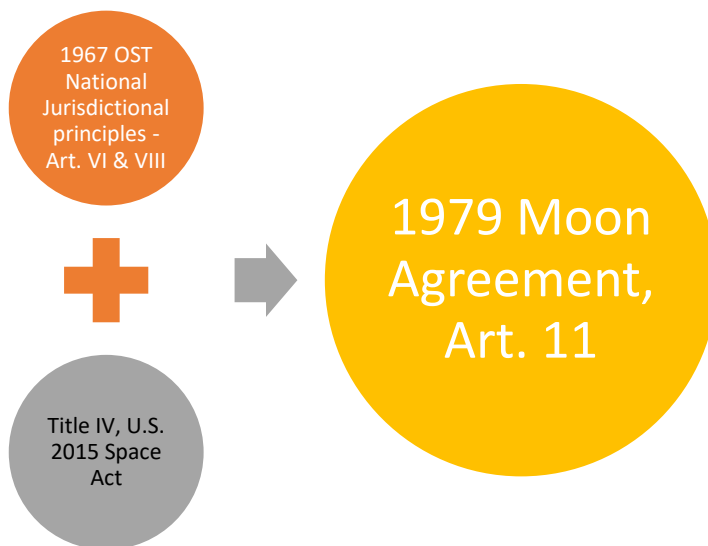 1967 OST
National
Jurisdictional
principles -
Art. VI & VIII
Title IV, U.S.
2015 Space
Act
1979 Moon
Agreement,
Art. 11